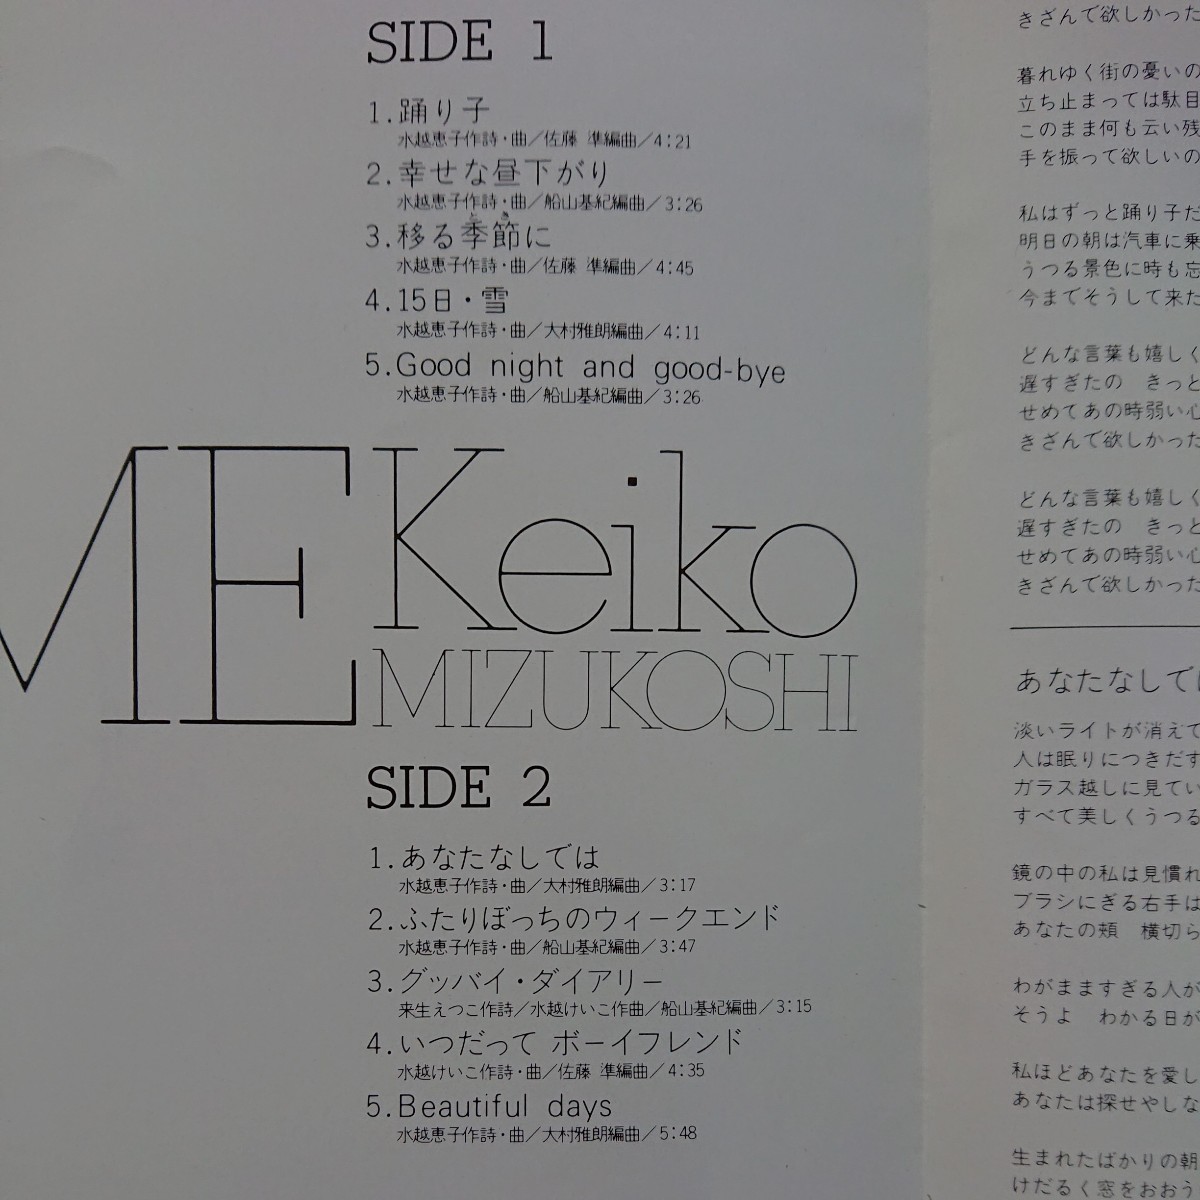 SIDE 1
1.踊り子
水越恵子作詩・曲/佐藤 準編曲/4:21
2.幸せな昼下がり
水越恵子作詩・曲/船山基紀編曲/3:26
とき
3.移る季節に
水越恵子作詩・曲/佐藤 準編曲/4:45
4.15日・雪
水越恵子作詩・曲/大村雅朗編曲/4:11
5.Good night and good-bye
水越恵子作詩・曲/船山基紀編曲/3:26
ME Keiko
MIZUKOSHI
SIDE 2
1.あなたなしでは
水越恵子作詩・曲/大村雅朗編曲/3:17
2.ふたりぼっちのウィークエンド
水越恵子作詩・曲/船山基紀編曲/3:47
3.グッバイ・ダイアリー
来生えつこ作詩/水越けいこ作曲/船山基紀編曲/3:15
4.いつだって ボーイフレンド
水越けいこ作詩・曲/佐藤 準編曲/4:35
5.Beautiful days
水越恵子作詩・曲/大村雅朗編曲/5:48
きざんで欲しかった
暮れゆく街の憂いの
立ち止まっては駄目
このまま何も云い残
手を振って欲しいの
私はずっと踊り子だ
明日の朝は汽車に乗
うつる景色に時も忘
今までそうして来た
どんな言葉も嬉しく
遅すぎたの きっと
せめてあの時弱い心
きざんで欲しかった
どんな言葉も嬉しく
遅すぎたの きっと
せめてあの時弱い心
きざんで欲しかった
あなたなしでは
淡いライトが消えて
人は眠りにつきだす
ガラス越しに見てい
すべて美しくうつる
鏡の中の私は見慣れ
ブラシにぎる右手は
あなたの頬 横切ら
わがまますぎる人が
そうよ わかる日が
私ほどあなたを愛し
あなたは探せやしな
生まれたばかりの朝
けだるく窓をおおう